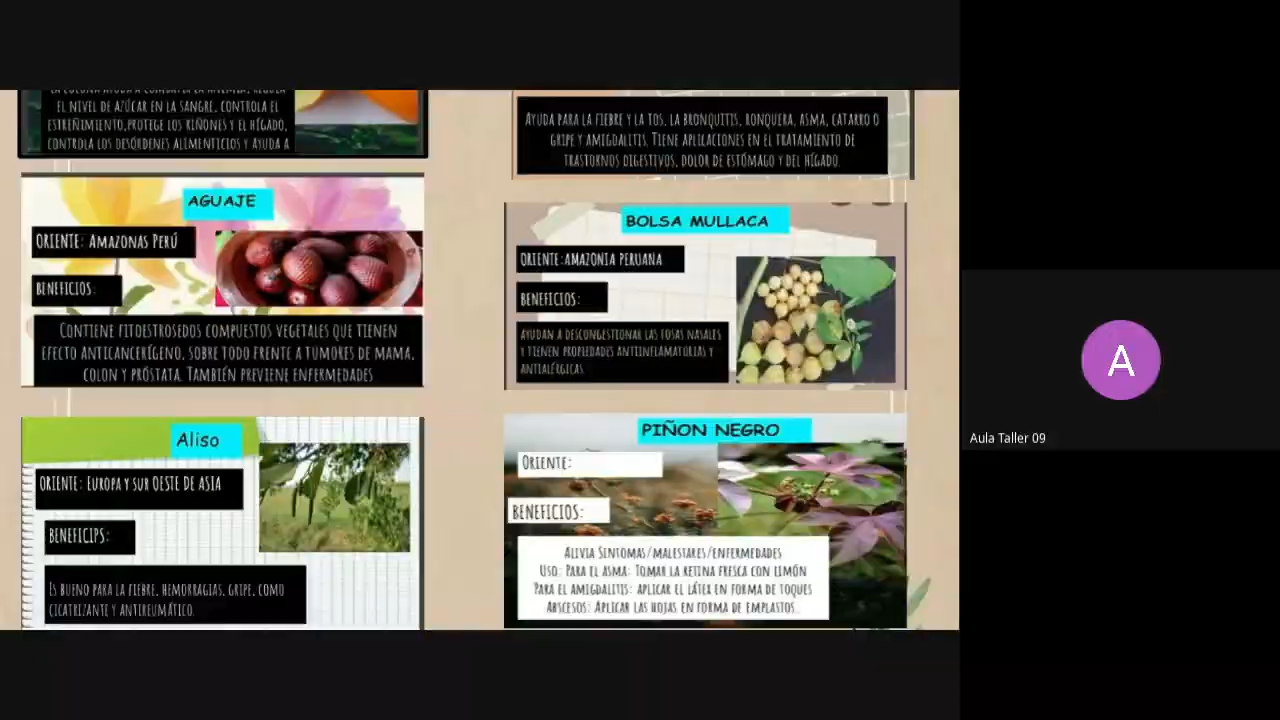 EL NIVEL DE AZÚCAR EN LA SANGRE, CONTROLA EL
ESTREÑIMIENTO,PROTEGE LOS RIÑONES Y EL HÍGADO,
CONTROLA LOS DESÓRDENES ALIMENTICIOS Y AYUDA A
AGUAJE
ORIENTE: AMAZONAS PERÚ
BENEFICIOS:
CONTIENE FITOESTROSEDOS COMPUESTOS VEGETALES QUE TIENEN
EFECTO ANTICANCERÍGENO, SOBRE TODO FRENTE A TUMORES DE MAMA,
COLON Y PRÓSTATA. TAMBIÉN PREVIENE ENFERMEDADES
Aliso
ORIENTE: EUROPA Y SUR OESTE DE ASIA
BENEFICIPS:
IS BUENO PARA LA FIEBRE, HEMORRAGIAS, GRIPE, COMO
CICATRIZANTE Y ANTIREUMÁTICO.
AYUDA PARA LA FIEBRE Y LA TOS, LA BRONQUITIS, RONQUERA, ASMA, CATARRO O
GRIPE Y AMIGDALITIS, TIENE APLICACIONES EN EL TRATAMIENTO DE
TRASTORNOS DIGESTIVOS, DOLOR DE ESTÓMAGO Y DEL HÍGADO.
BOLSA MULLACA
ORIENTE:AMAZONIA PERUANA
BENEFICIOS:
AYUDAN A DESCONGESTIONAR LAS FOSAS NASALES
Y TIENEN PROPIEDADES ANTIINFLAMATORIAS Y
ANTIALÉRGICAS.
PIÑON NEGRO
ORIENTE:
BENEFICIOS:
ALIVIA SINTOMAS/MALESTARES/ENFERMEDADES
USO: PARA EL ASMA: TOMAR LA RETINA FRESCA CON LIMÓN
PARA EL AMIGDALITIS: APLICAR EL LÁTEX EN FORMA DE TOQUES
ABSCESOS: APLICAR LAS HOJAS EN FORMA DE EMPLASTOS.
A
Aula Taller 09